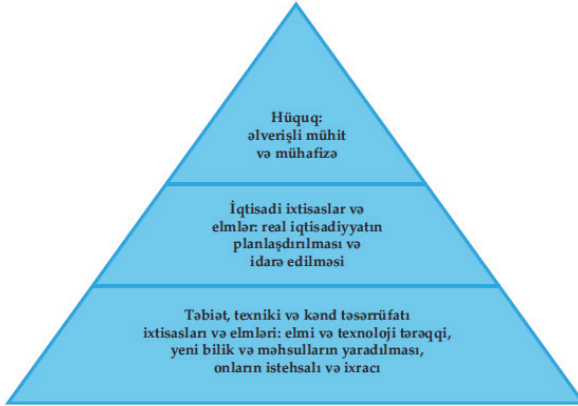 Hüquq:
əlverişli mühit
və mühafizə
İqtisadi ixtisaslar və
elmlər: real iqtisadiyyatın
planlaşdırılması və
idarə edilməsi
Təbiət, texniki və kənd təsərrüfatı
ixtisasları və elmləri: elmi və texnoloji tərəqqi,
yeni bilik və məhsulların yaradılması,
onların istehsalı və ixracı